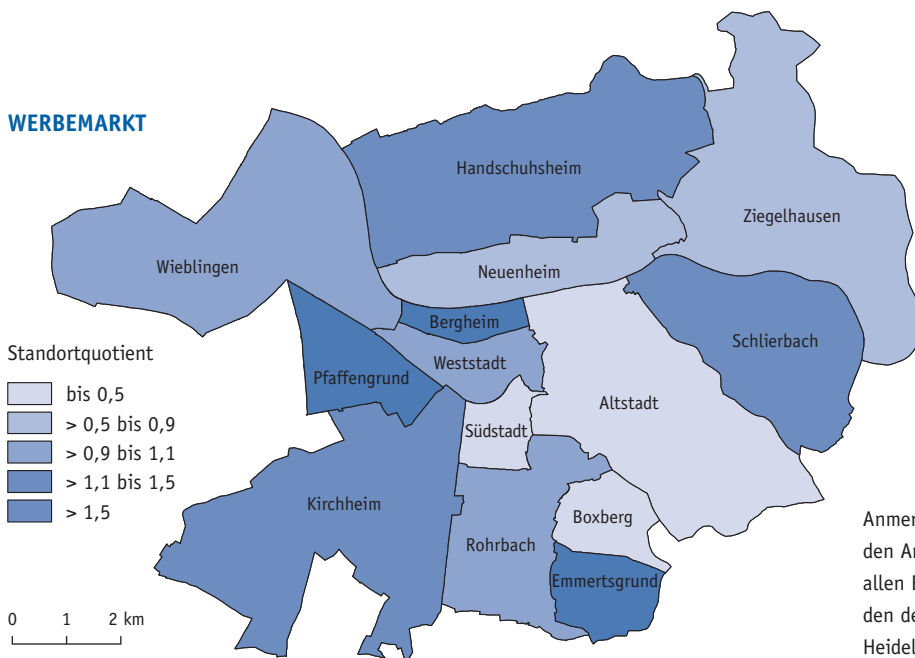 WERBEMARKT
Handschuhsheim
Ziegelhausen
Wieblingen
Neuenheim
Bergheim
Schlierbach
Standortquotient
Weststadt
Pfaffengrund
bis 0,5
Altstadt
> 0,5 bis 0,9
Südstadt
> 0,9 bis 1,1
> 1,1 bis 1,5
Kirchheim
> 1,5
Boxberg
Rohrbach
Emmertsgrund
0 1 2 km
Anmer
den A
allen
den de
Heidel